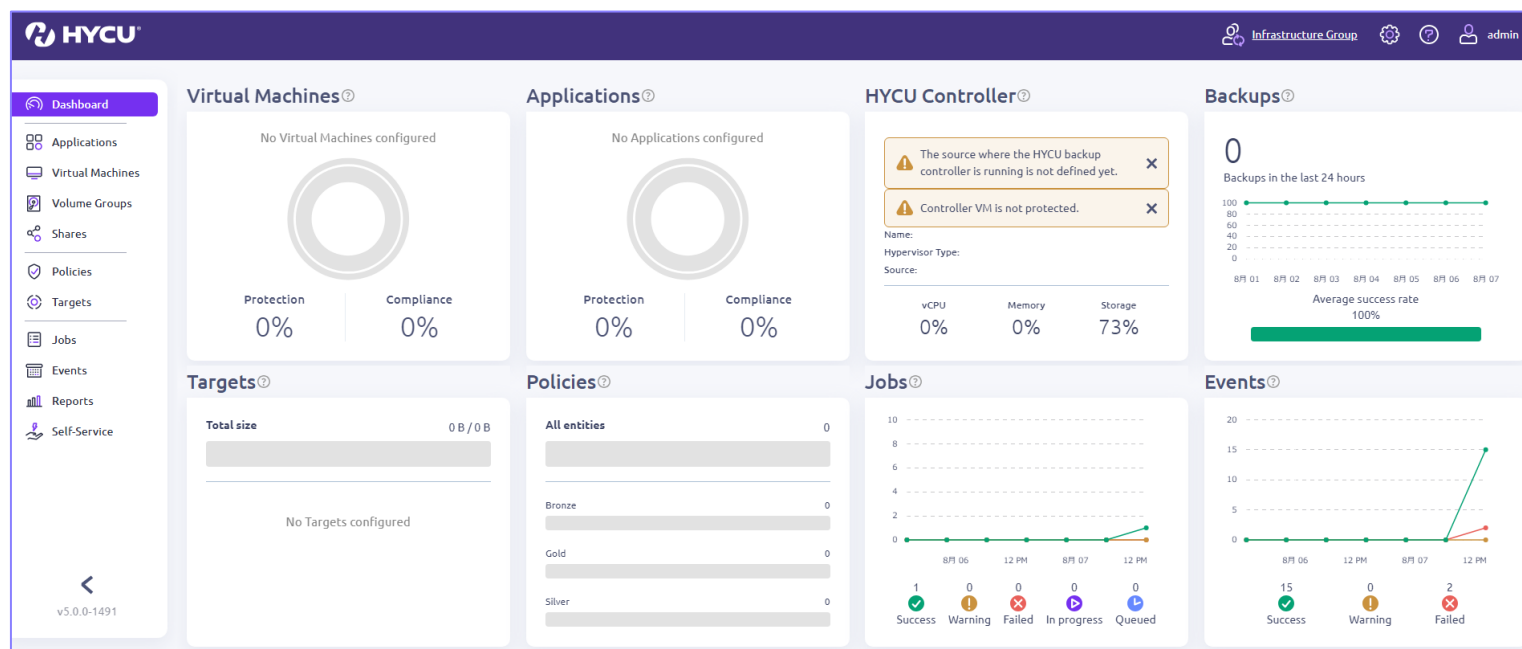 HYCU
Infrastructure Group
admin
Dashboard
Applications
Virtual Machines
Volume Groups
Shares
Policies
Targets
Jobs
Events
Reports
Self-Service
v5.0.0-1491
Virtual Machines
No Virtual Machines configured
Protection Compliance
0% 0%
Applications
No Applications configured
Protection Compliance
0% 0%
HYCU Controller
The source where the HYCU backup
controller is running is not defined yet.
Controller VM is not protected.
Name:
Hypervisor Type:
Source:
vCPU Memory Storage
0% 0% 73%
Backups
0
Backups in the last 24 hours
100
80
60
40
20
0
8月 01 8月 02 8月 03 8月 04 8月 05 8月 06 8月 07
Average success rate
100%
Targets
Total size 0 B / 0 B
No Targets configured
Policies
All entities 0
Bronze 0
Gold 0
Silver 0
Jobs
10
8
6
4
2
0
8月 06 12 PM 8月 07 12 PM
1 0 0 0 0
Success Warning Failed In progress Queued
Events
20
15
10
5
0
8月 06 12 PM 8月 07 12 PM
15 0 2
Success Warning Failed